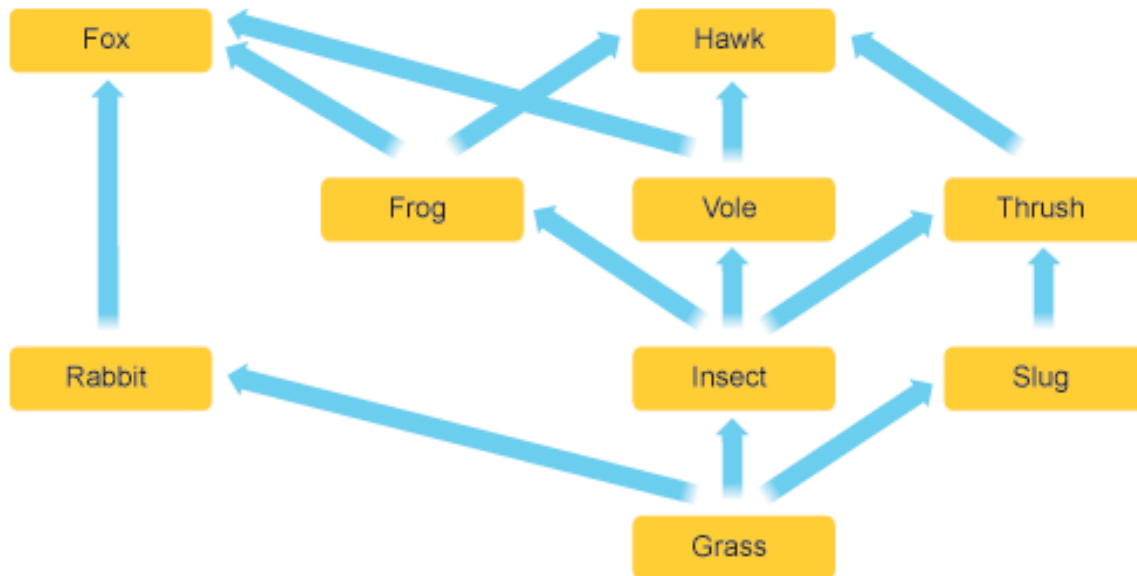 Fox
Hawk
Frog
Vole
Thrush
Rabbit
Insect
Slug
Grass